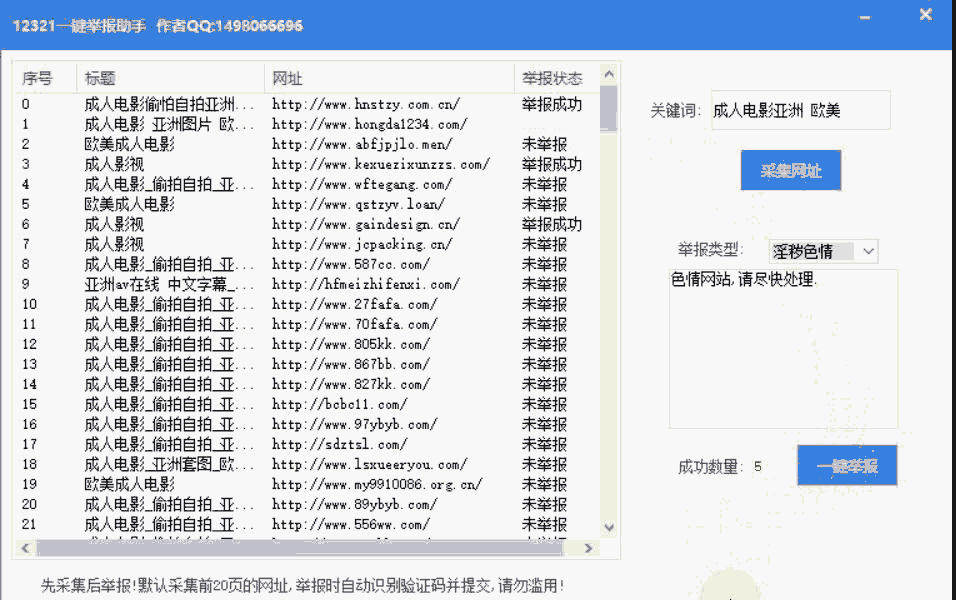 12321一键举报助手 作者QQ:1498066696
序号 标题 网址 举报状态
0 成人电影偷怕自拍亚洲... http://www.hnstzy.com.cn/ 举报成功
1 成人电影 亚洲图片 欧... http://www.hongda1234.com/
2 欧美成人电影 http://www.abfjpjlo.men/ 未举报
3 成人影视 http://www.kexuezixunzzs.com/ 举报成功
4 成人电影_偷拍自拍_亚... http://www.wftegang.com/ 未举报
5 欧美成人电影 http://www.qstzyv.loan/ 未举报
6 成人影视 http://www.gaindesign.cn/ 举报成功
7 成人影视 http://www.jcpacking.cn/ 未举报
8 成人电影_偷拍自拍_亚... http://www.587cc.com/ 未举报
9 亚洲av在线 中文字幕_... http://hfmeizhifenxi.com/ 未举报
10 成人电影_偷拍自拍_亚... http://www.27fafa.com/ 未举报
11 成人电影_偷拍自拍_亚... http://www.70fafa.com/ 未举报
12 成人电影_偷拍自拍_亚... http://www.805kk.com/ 未举报
13 成人电影_偷拍自拍_亚... http://www.867bb.com/ 未举报
14 成人电影_偷拍自拍_亚... http://www.827kk.com/ 未举报
15 成人电影_偷拍自拍_亚... http://bcbc11.com/ 未举报
16 成人电影_偷拍自拍_亚... http://www.97ybyb.com/ 未举报
17 成人电影_偷拍自拍_亚... http://sdztsl.com/ 未举报
18 成人电影_亚洲套图_欧... http://www.lsxueeryou.com/ 未举报
19 欧美成人电影 http://www.my9910086.org.cn/ 未举报
20 成人电影_偷拍自拍_亚... http://www.89ybyb.com/ 未举报
21 成人电影_偷拍自拍_亚... http://www.556ww.com/ 未举报
关键词: 成人电影亚洲 欧美
采集网址
举报类型: 淫秽色情
色情网站,请尽快处理.
成功数量: 5 一键举报
先采集后举报!默认采集前20页的网址,举报时自动识别验证码并提交,请勿滥用!